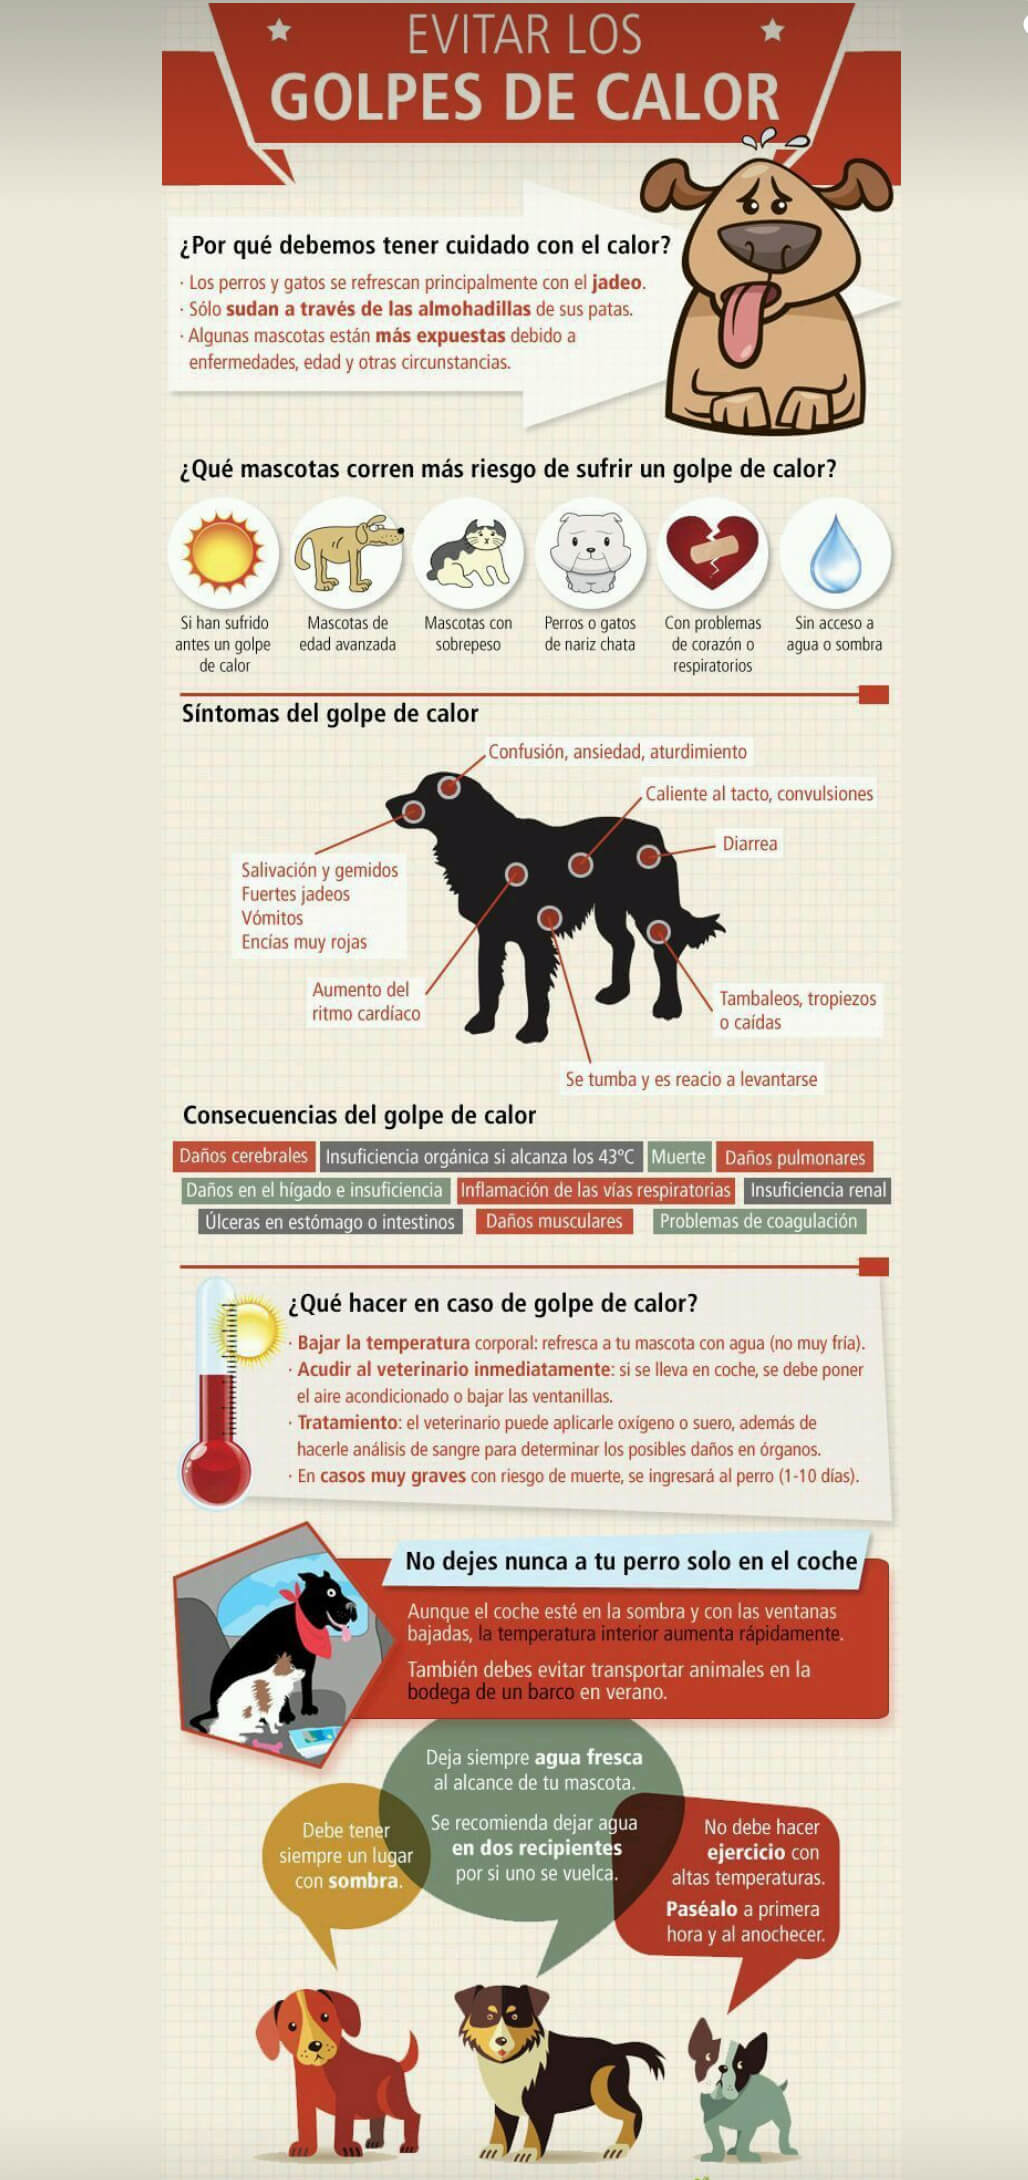 EVITAR LOS
GOLPES DE CALOR
¿Por qué debemos tener cuidado con el calor?
· Los perros y gatos se refrescan principalmente con el jadeo.
· Sólo sudan a través de las almohadillas de sus patas.
· Algunas mascotas están más expuestas debido a
enfermedades, edad y otras circunstancias.
¿Qué mascotas corren más riesgo de sufrir un golpe de calor?
Si han sufrido
antes un golpe
de calor
Mascotas de
edad avanzada
Mascotas con
sobrepeso
Perros o gatos
de nariz chata
Con problemas
de corazón o
respiratorios
Sin acceso a
agua o sombra
Síntomas del golpe de calor
Confusión, ansiedad, aturdimiento
Caliente al tacto, convulsiones
Diarrea
Salivación y gemidos
Fuertes jadeos
Vómitos
Encías muy rojas
Aumento del
ritmo cardíaco
Tambaleos, tropiezos
o caídas
Se tumba y es reacio a levantarse
Consecuencias del golpe de calor
Daños cerebrales
Insuficiencia orgánica si alcanza los 43ºC
Muerte
Daños pulmonares
Daños en el hígado e insuficiencia
Inflamación de las vías respiratorias
Insuficiencia renal
Úlceras en estómago o intestinos
Daños musculares
Problemas de coagulación
¿Qué hacer en caso de golpe de calor?
· Bajar la temperatura corporal: refresca a tu mascota con agua (no muy fría).
· Acudir al veterinario inmediatamente: si se lleva en coche, se debe poner
el aire acondicionado o bajar las ventanillas.
· Tratamiento: el veterinario puede aplicarle oxígeno o suero, además de
hacerle análisis de sangre para determinar los posibles daños en órganos.
· En casos muy graves con riesgo de muerte, se ingresará al perro (1-10 días).
No dejes nunca a tu perro solo en el coche
Aunque el coche esté en la sombra y con las ventanas
bajadas, la temperatura interior aumenta rápidamente.
También debes evitar transportar animales en la
bodega de un barco en verano.
Debe tener
siempre un lugar
con sombra.
Deja siempre agua fresca
al alcance de tu mascota.
Se recomienda dejar agua
en dos recipientes
por si uno se vuelca.
No debe hacer
ejercicio con
altas temperaturas.
Paséalo a primera
hora y al anochecer.